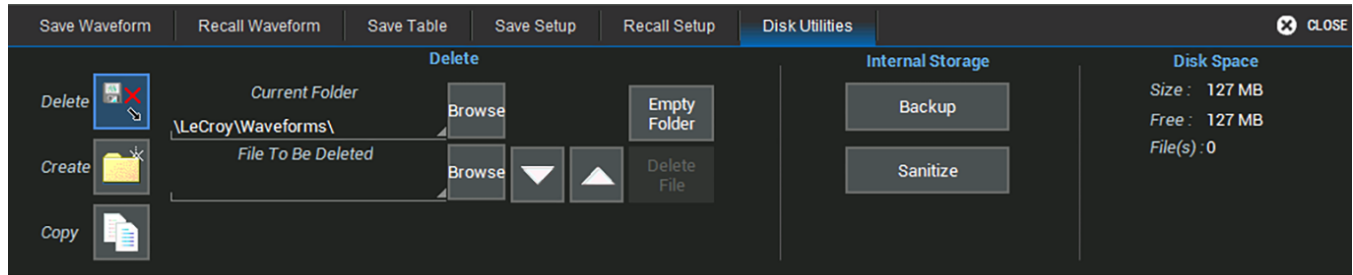 Save Waveform Recall Waveform Save Table Save Setup Recall Setup Disk Utilities CLOSE
Delete Internal Storage Disk Space
Delete
Current Folder
\LeCroy\Waveforms\
Browse
Empty
Folder
Backup
Size : 127 MB
Free : 127 MB
File(s) :0
Create
File To Be Deleted
Browse
Delete
File
Sanitize
Copy